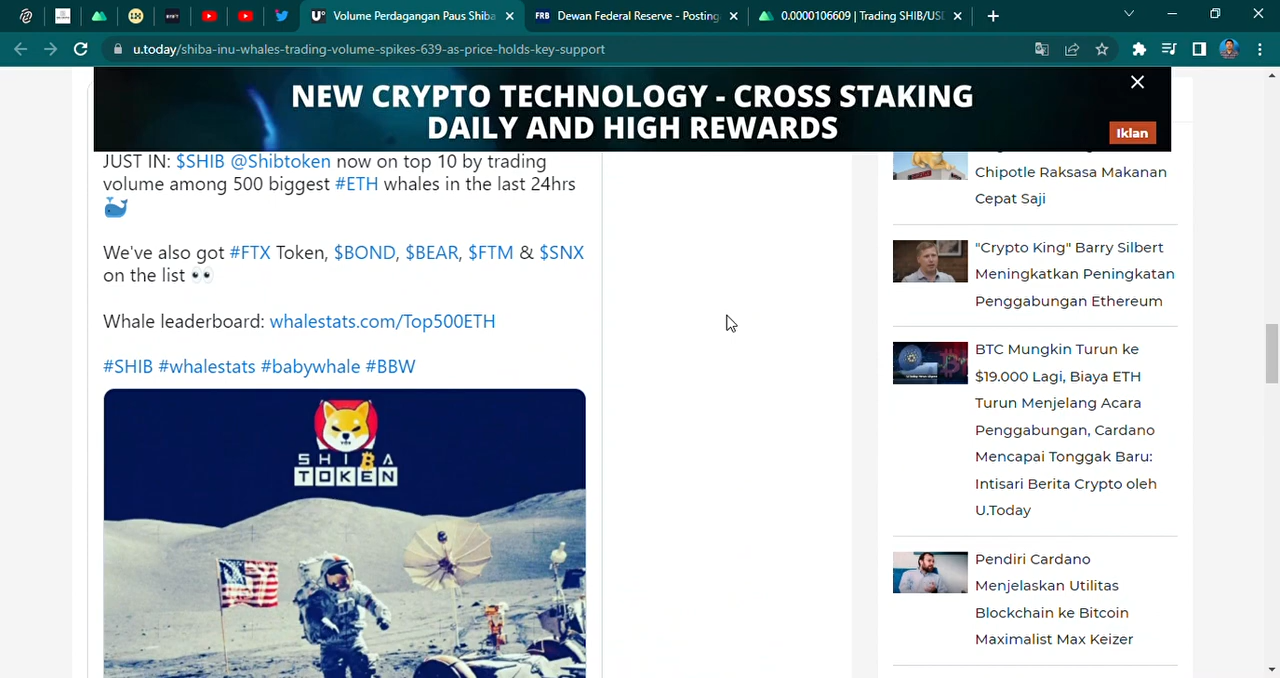 Volume Perdagangan Paus Shiba
Dewan Federal Reserve - Posting
0.0000106609 | Trading SHIB/USD
u.today/shiba-inu-whales-trading-volume-spikes-639-as-price-holds-key-support
NEW CRYPTO TECHNOLOGY - CROSS STAKING
DAILY AND HIGH REWARDS
Iklan
JUST IN: $SHIB @Shibtoken now on top 10 by trading
volume among 500 biggest #ETH whales in the last 24hrs
We've also got #FTX Token, $BOND, $BEAR, $FTM & $SNX
on the list
Whale leaderboard: whalestats.com/Top500ETH
#SHIB #whalestats #babywhale #BBW
SHIBA
TOKEN
Chipotle Raksasa Makanan
Cepat Saji
"Crypto King" Barry Silbert
Meningkatkan Peningkatan
Penggabungan Ethereum
BTC Mungkin Turun ke
$19.000 Lagi, Biaya ETH
Turun Menjelang Acara
Penggabungan, Cardano
Mencapai Tonggak Baru:
Intisari Berita Crypto oleh
U.Today
Pendiri Cardano
Menjelaskan Utilitas
Blockchain ke Bitcoin
Maximalist Max Keizer